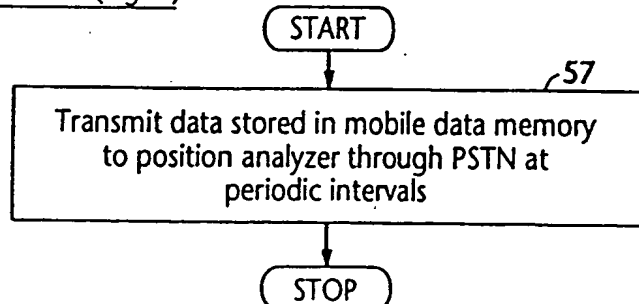 START
57
Transmit data stored in mobile data memory
to position analyzer through PSTN at
periodic intervals
STOP